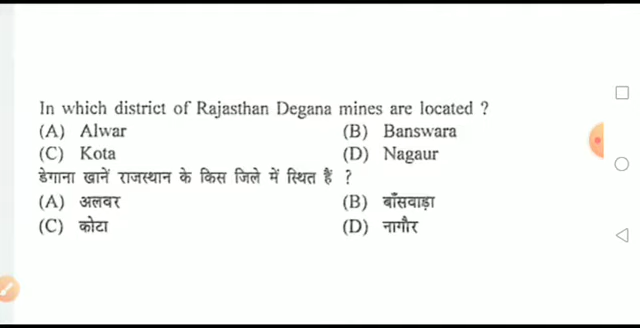 In which district of Rajasthan Degana mines are located ?
(A) Alwar (B) Banswara
(C) Kota (D) Nagaur
डेगाना खानें राजस्थान के किस जिले में स्थित हैं ?
(A) अलवर (B) बाँसवाड़ा
(C) कोटा (D) नागौर